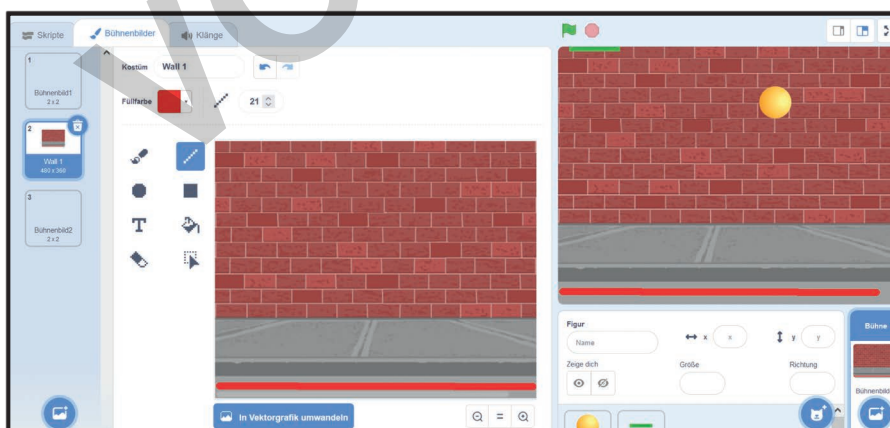 Skripte
Bühnenbilder
Klänge
1
Bühnenbild1
2 x 2
2
Wall 1
480 x 360
3
Bühnenbild2
2 x 2
Kostüm
Wall 1
Füllfarbe
21
In Vektorgrafik umwandeln
Figur
Name
x
x
y
y
Zeige dich
Größe
Richtung
Bühne
Bühnenbild